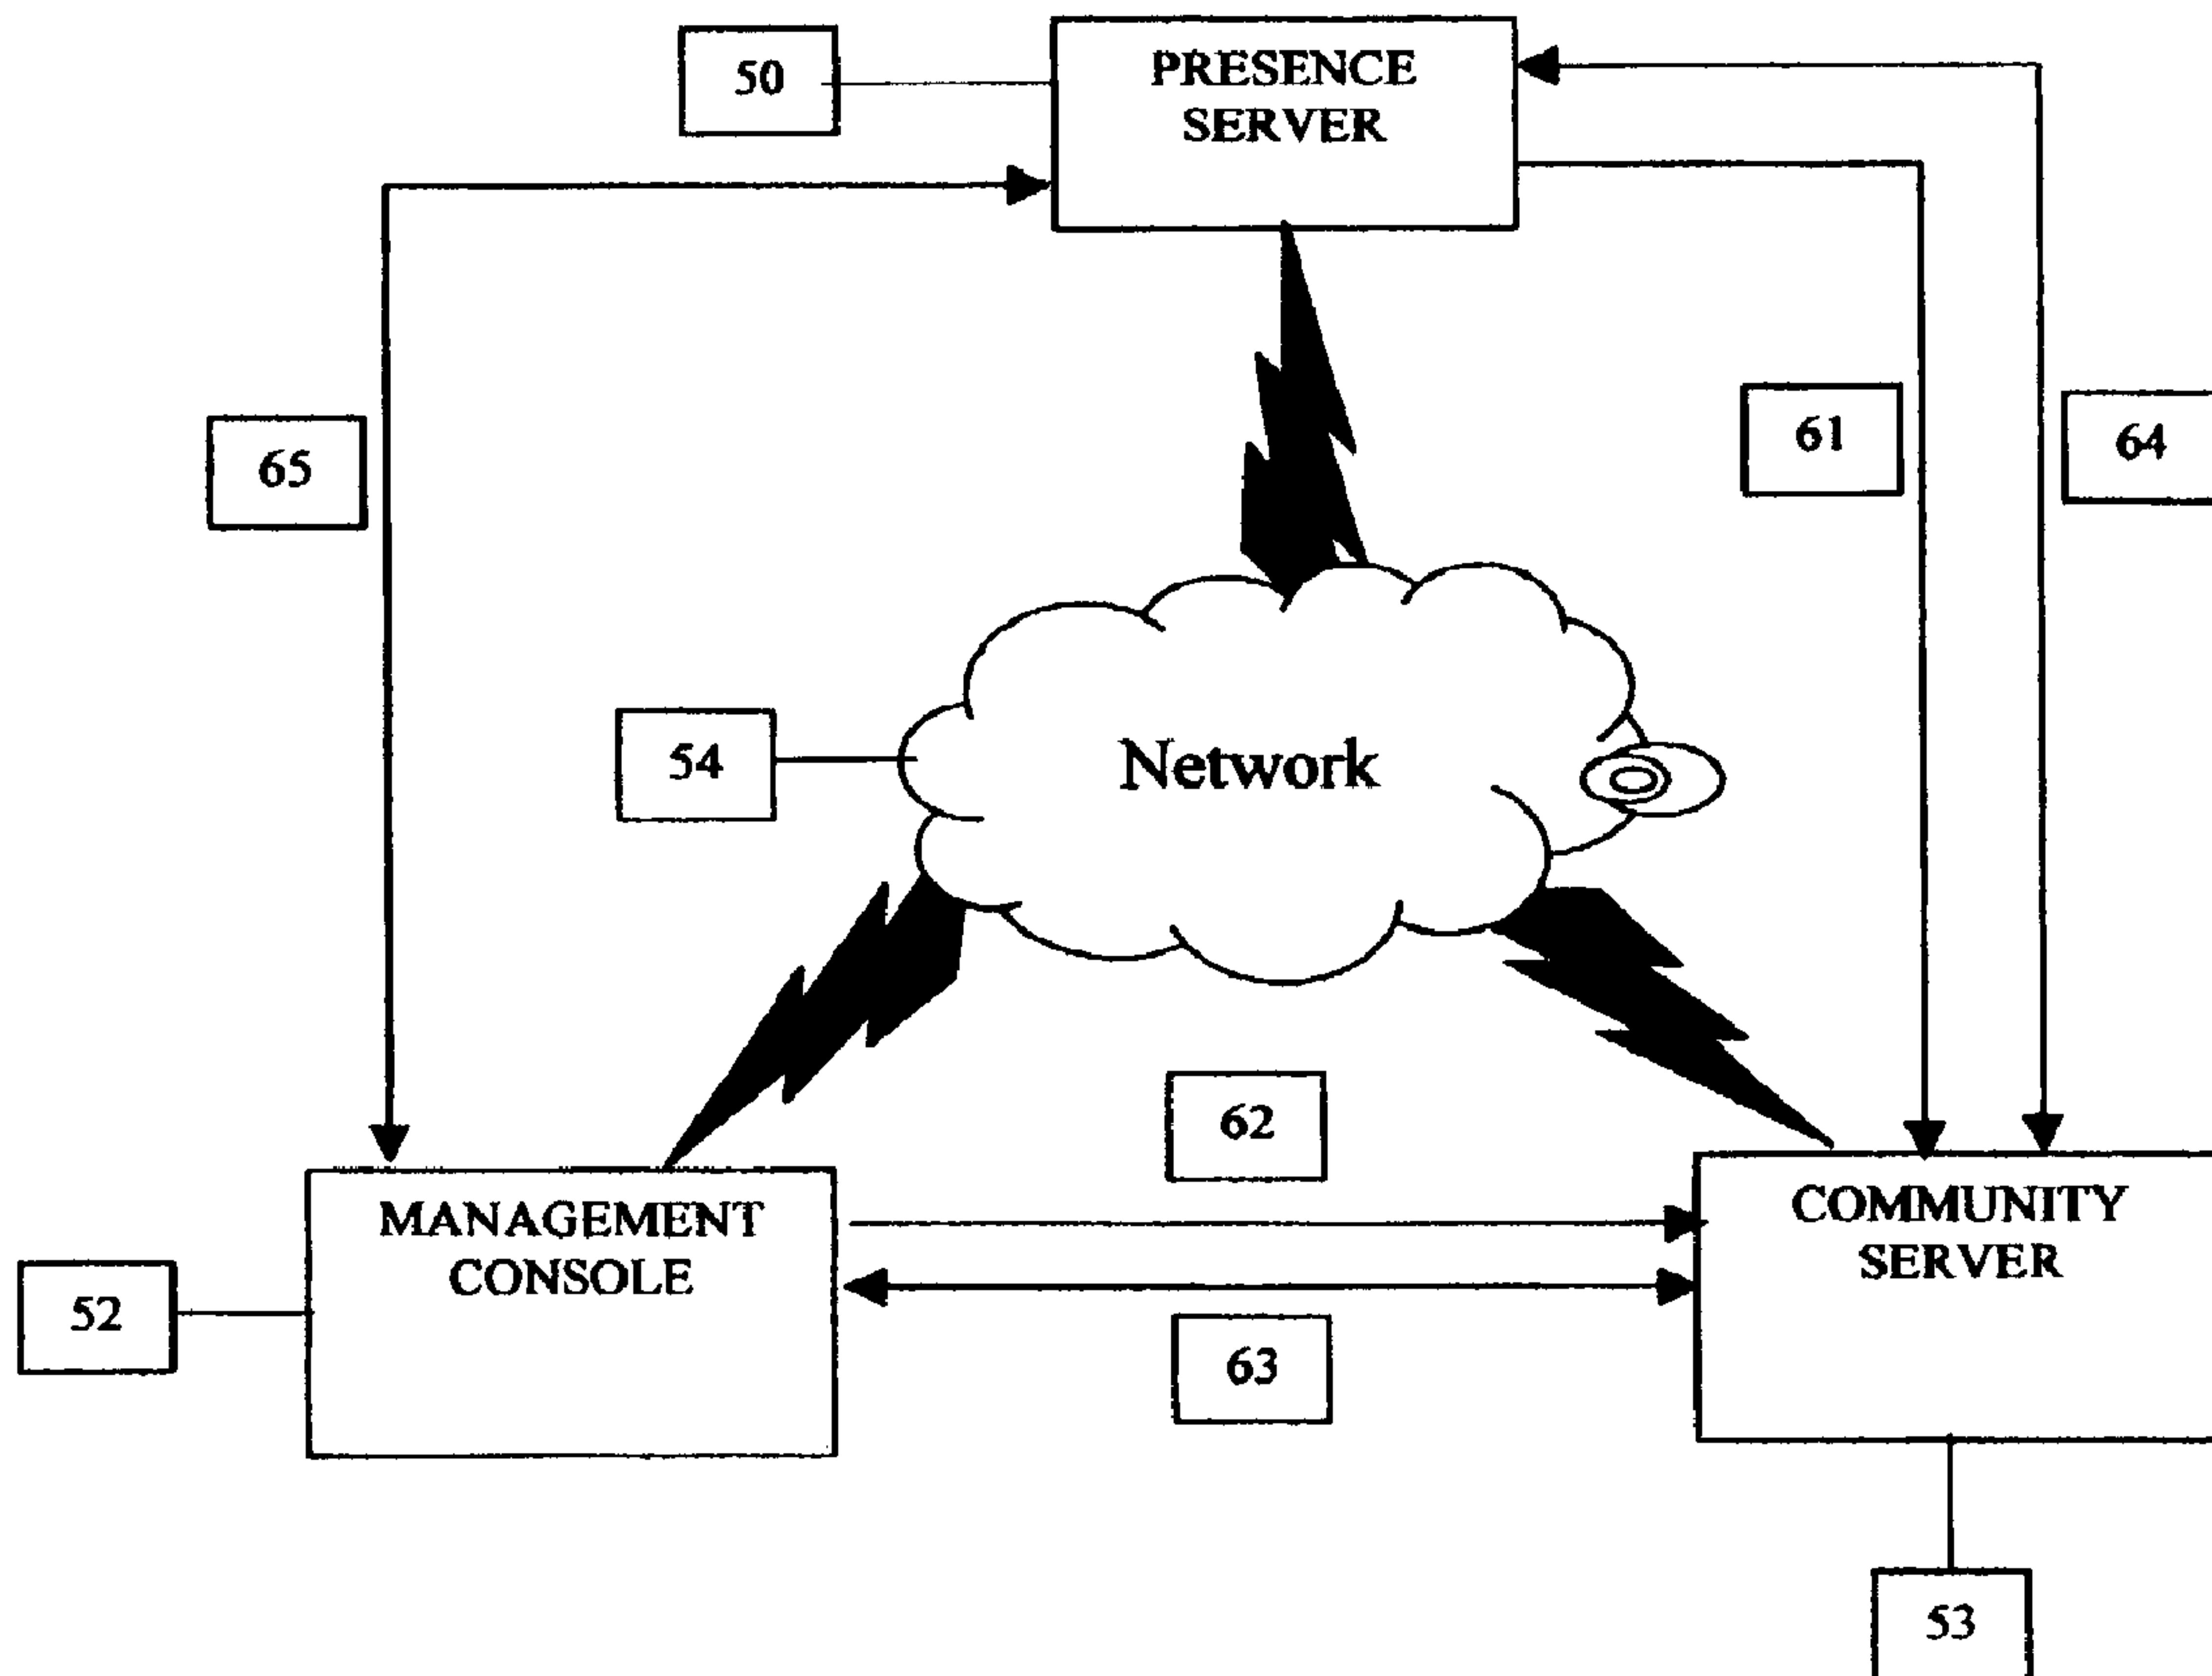 50
PRESENCE
SERVER
65
61
64
54
Network
62
MANAGEMENT
CONSOLE
COMMUNITY
SERVER
52
63
53